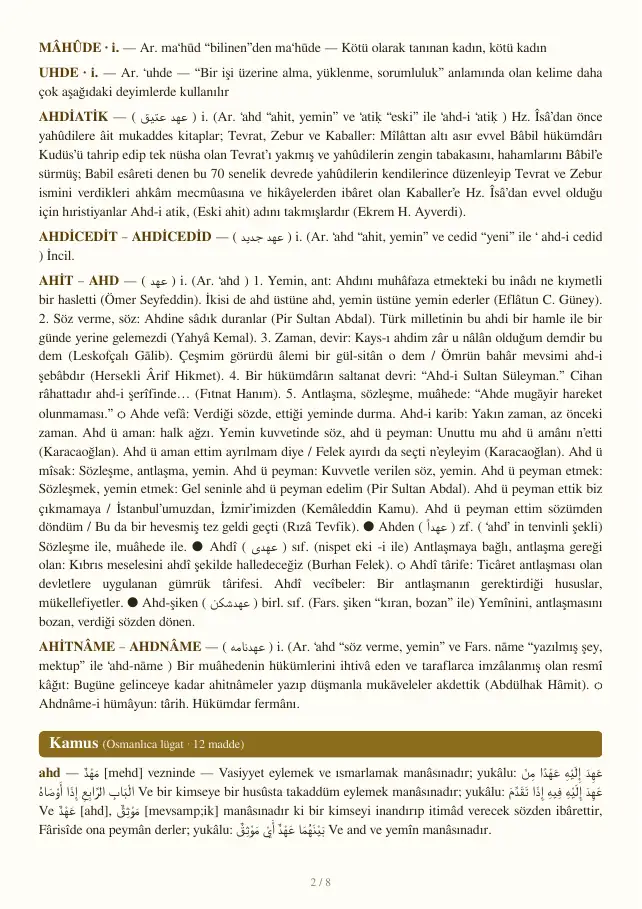 MÂHÛDE · i. — Ar. ma‘hūd “bilinen”den ma‘hūde — Kötü olarak tanınan kadın, kötü kadın
UHDE · i. — Ar. ‘uhde — “Bir işi üzerine alma, yüklenme, sorumluluk” anlamında olan kelime daha
çok aşağıdaki deyimlerde kullanılır
AHDİATİK — ( عهد عتيق ) i. (Ar. ‘ahd “ahit, yemin” ve ‘atiḳ “eski” ile ‘ahd-i ‘atiḳ ) Hz. Îsâ’dan önce
yahûdilere âit mukaddes kitaplar; Tevrat, Zebur ve Kaballer: Mîlâttan altı asır evvel Bâbil hükümdârı
Kudüs’ü tahrip edip tek nüsha olan Tevrat’ı yakmış ve yahûdilerin zengin tabakasını, hahamlarını Bâbil’e
sürmüş; Babil esâreti denen bu 70 senelik devrede yahûdilerin kendilerince düzenleyip Tevrat ve Zebur
ismini verdikleri ahkâm mecmûasına ve hikâyelerden ibâret olan Kaballer’e Hz. Îsâ’dan evvel olduğu
için hıristiyanlar Ahd-i atik, (Eski ahit) adını takmışlardır (Ekrem H. Ayverdi).
AHDİCEDİT – AHDİCEDİD — ( عهد جديد ) i. (Ar. ‘ahd “ahit, yemin” ve cedid “yeni” ile ‘ ahd-i cedid
) İncil.
AHİT – AHD — ( عهد ) i. (Ar. ‘ahd ) 1. Yemin, ant: Ahdını muhâfaza etmekteki bu inâdı ne kıymetli
bir hasletti (Ömer Seyfeddin). İkisi de ahd üstüne ahd, yemin üstüne yemin ederler (Eflâtun C. Güney).
2. Söz verme, söz: Ahdine sâdık duranlar (Pir Sultan Abdal). Türk milletinin bu ahdi bir hamle ile bir
günde yerine gelemezdi (Yahyâ Kemal). 3. Zaman, devir: Kays-ı ahdim zâr u nâlân olduğum demdir bu
dem (Leskofçalı Gālib). Çeşmim görürdü âlemi bir gül-sitân o dem / Ömrün bahâr mevsimi ahd-i
şebâbdır (Hersekli Ârif Hikmet). 4. Bir hükümdârın saltanat devri: “Ahd-i Sultan Süleyman.” Cihan
râhattadır ahd-i şerîfinde… (Fıtnat Hanım). 5. Antlaşma, sözleşme, muâhede: “Ahde mugāyir hareket
olunmaması.” ѻ Ahde vefâ: Verdiği sözde, ettiği yeminde durma. Ahd-i karib: Yakın zaman, az önceki
zaman. Ahd ü aman: halk ağzı. Yemin kuvvetinde söz, ahd ü peyman: Unuttu mu ahd ü amânı n’etti
(Karacaoğlan). Ahd ü aman ettim ayrılmam diye / Felek ayırdı da seçti n’eyleyim (Karacaoğlan). Ahd ü
mîsak: Sözleşme, antlaşma, yemin. Ahd ü peyman: Kuvvetle verilen söz, yemin. Ahd ü peyman etmek:
Sözleşmek, yemin etmek: Gel seninle ahd ü peyman edelim (Pir Sultan Abdal). Ahd ü peyman ettik biz
çıkmamaya / İstanbul’umuzdan, İzmir’imizden (Kemâleddin Kamu). Ahd ü peyman ettim sözümden
döndüm / Bu da bir hevesmiş tez geldi geçti (Rızâ Tevfik). ● Ahden ( عهداً ) zf. ( ‘ahd’ in tenvinli şekli)
Sözleşme ile, muâhede ile. ● Ahdî ( عهدى ) sıf. (nispet eki -i ile) Antlaşmaya bağlı, antlaşma gereği
olan: Kıbrıs meselesini ahdî şekilde halledeceğiz (Burhan Felek). ѻ Ahdî târife: Ticâret antlaşması olan
devletlere uygulanan gümrük târifesi. Ahdî vecîbeler: Bir antlaşmanın gerektirdiği hususlar,
mükellefiyetler. ● Ahd-şiken ( عهدشكن ) birl. sıf. (Fars. şiken “kıran, bozan” ile) Yemînini, antlaşmasını
bozan, verdiği sözden dönen.
AHİTNÂME – AHDNÂME — ( عهدنامه ) i. (Ar. ‘ahd “söz verme, yemin” ve Fars. nāme “yazılmış şey,
mektup” ile ‘ahd-nāme ) Bir muâhedenin hükümlerini ihtivâ eden ve taraflarca imzâlanmış olan resmî
kâğıt: Bugüne gelinceye kadar ahitnâmeler yazıp düşmanla mukāveleler akdettik (Abdülhak Hâmit). ѻ
Ahdnâme-i hümâyun: târih. Hükümdar fermânı.
Kamus (Osmanlıca lügat · 12 madde)
ahd — مَهْدٌ [mehd] vezninde — Vasiyyet eylemek ve ısmarlamak manâsınadır; yukâlu: عَهِدَ إِلَيْهِ عَهْدًا مِنْ
الْبَابِ الرَّابِعِ إِذَا أَوْصَاهُ Ve bir kimseye bir husûsta takaddüm eylemek manâsınadır; yukâlu: عَهِدَ إِلَيْهِ فِيهِ إِذَا تَقَدَّمَ
Ve عَهْدٌ [ahd], مَوْثِقٌ [mevsamp;ik] manâsınadır ki bir kimseyi inandırıp itimâd verecek sözden ibârettir,
Fârisîde ona peymân derler; yukâlu: بَيْنَهُمَا عَهْدٌ أَيْ مَوْثِقٌ Ve and ve yemîn manâsınadır.
2 / 8